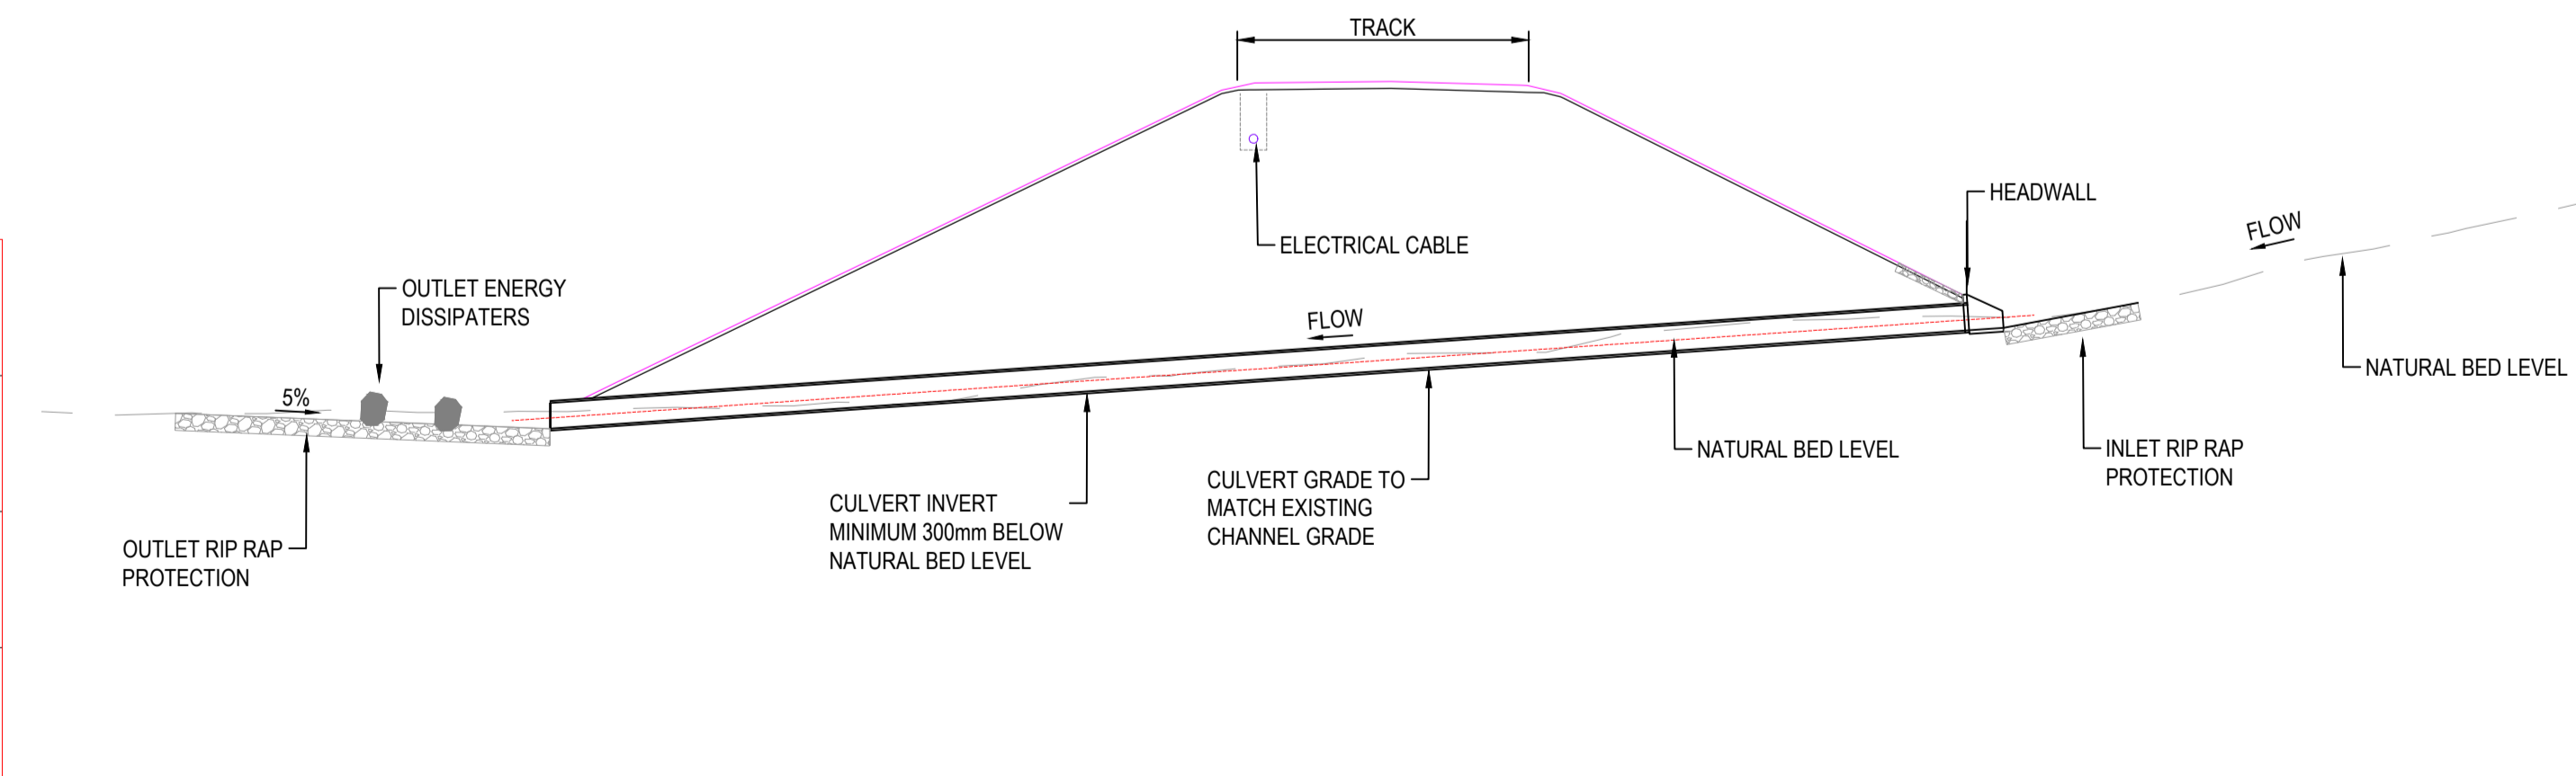 TRACK
HEADWALL
FLOW
ELECTRICAL CABLE
OUTLET ENERGY
DISSIPATERS
FLOW
NATURAL BED LEVEL
5%
NATURAL BED LEVEL
INLET RIP RAP
PROTECTION
CULVERT GRADE TO
MATCH EXISTING
CHANNEL GRADE
CULVERT INVERT
MINIMUM 300mm BELOW
NATURAL BED LEVEL
OUTLET RIP RAP
PROTECTION